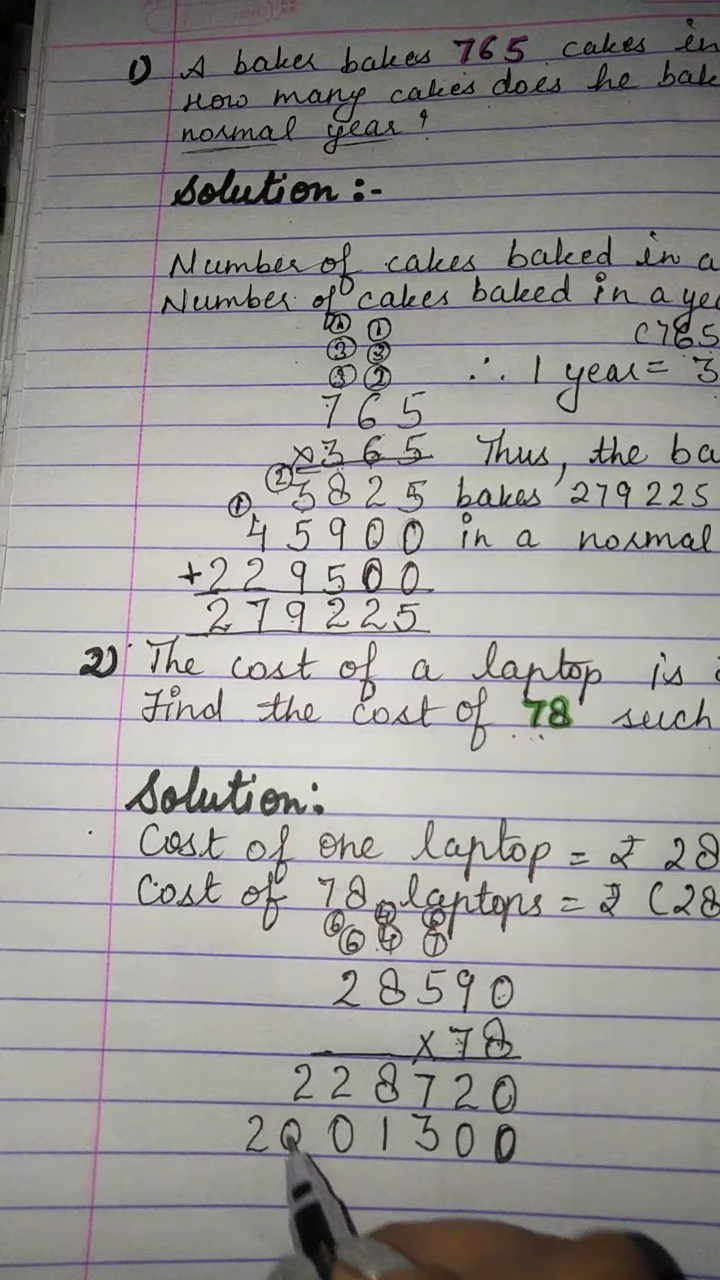 1) A baker bakes 765 cakes in
How many cakes does he bak
normal year?
Solution :-
Number of cakes baked in a
Number of cakes baked in a yea
(765
∴ 1 year = 3
765
×365
3825
45900
+229500
279225
Thus, the ba
bakes 279225
in a normal
2) The cost of a laptop is
Find the cost of 78 such
Solution:
Cost of one laptop = ₹ 28
Cost of 78 laptops = ₹ (28
28590
×78
228720
2001300